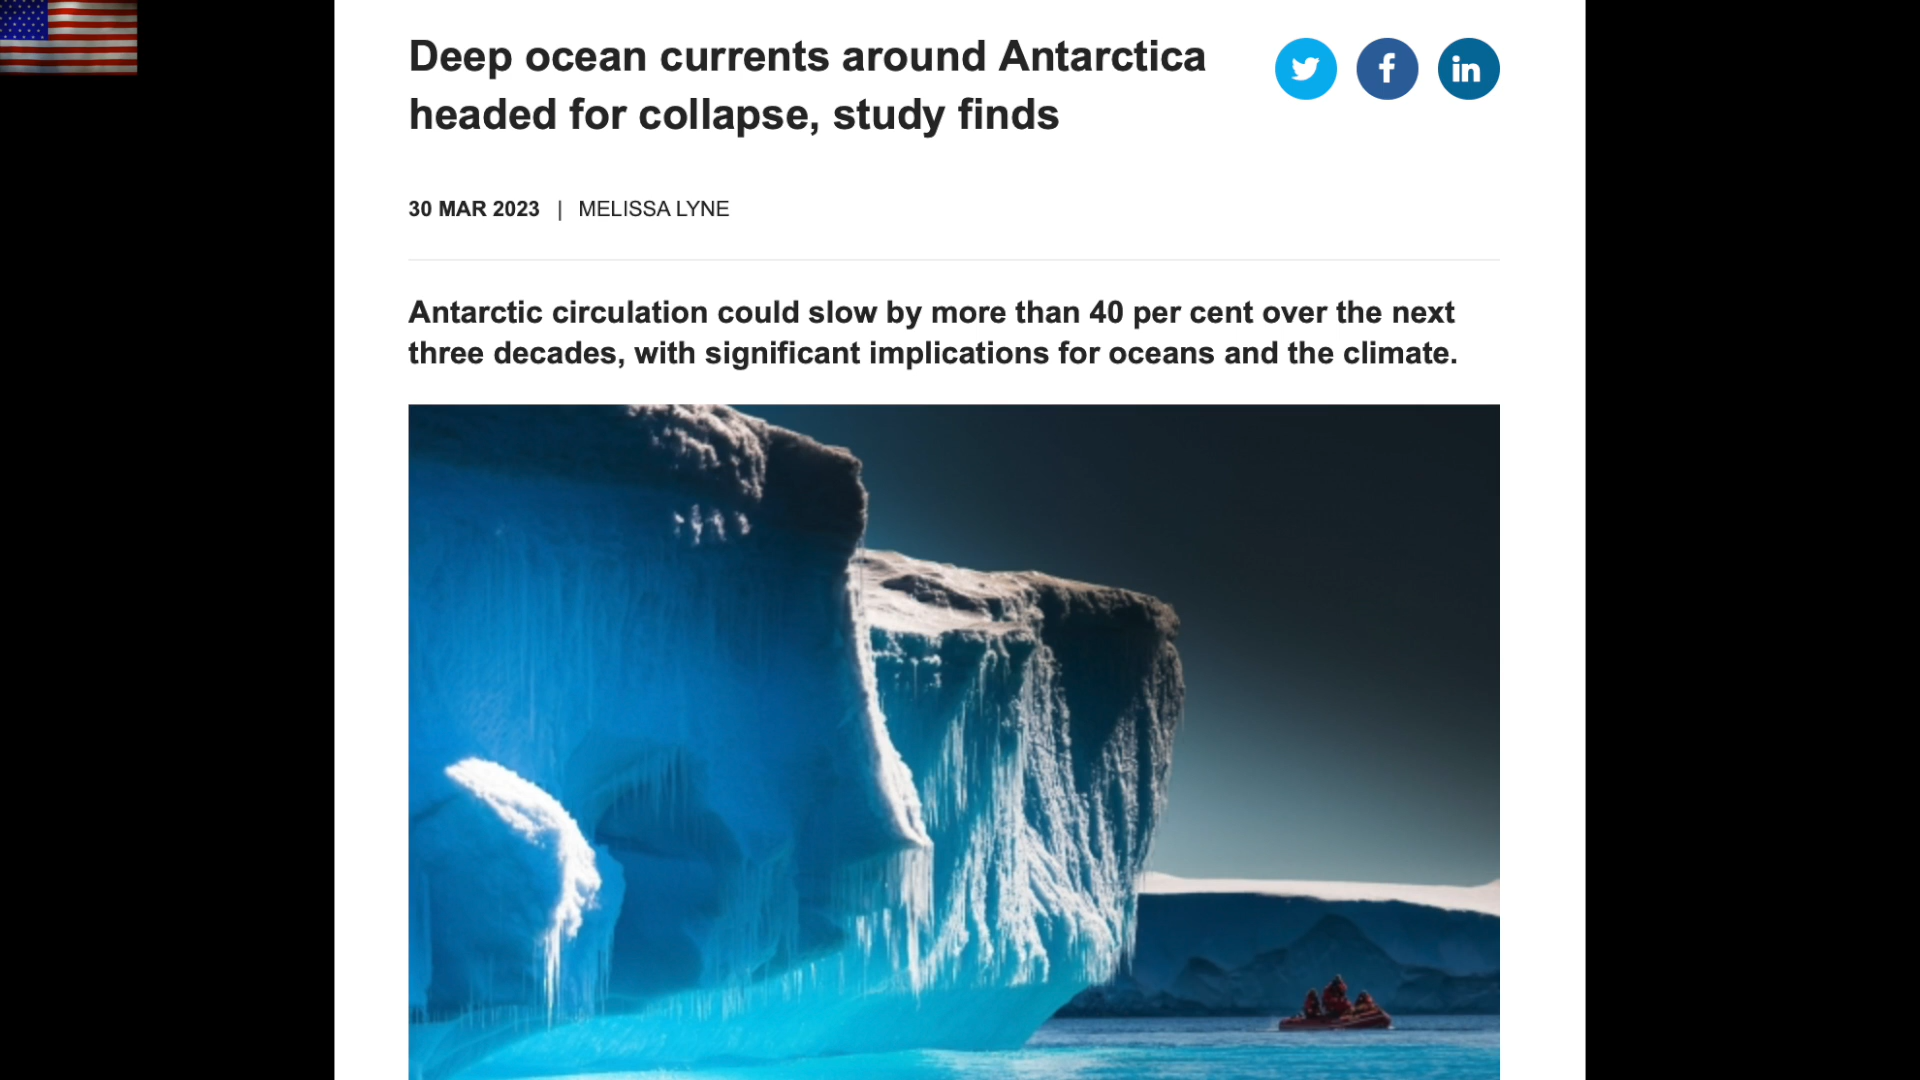 Deep ocean currents around Antarctica
headed for collapse, study finds
30 MAR 2023 | MELISSA LYNE
Antarctic circulation could slow by more than 40 per cent over the next
three decades, with significant implications for oceans and the climate.